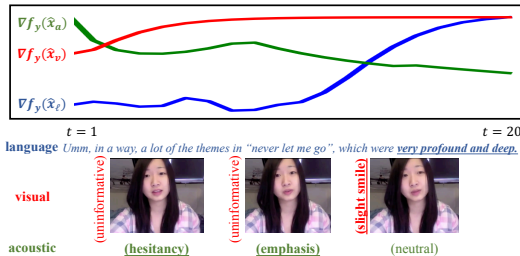 ∇f_y(x̂_a)
∇f_y(x̂_v)
∇f_y(x̂_ℓ)
t = 1
t = 20
language Umm, in a way, a lot of the themes in “never let me go”, which were very profound and deep.
visual
(uninformative)
(uninformative)
(slight smile)
acoustic (hesitancy) (emphasis) (neutral)